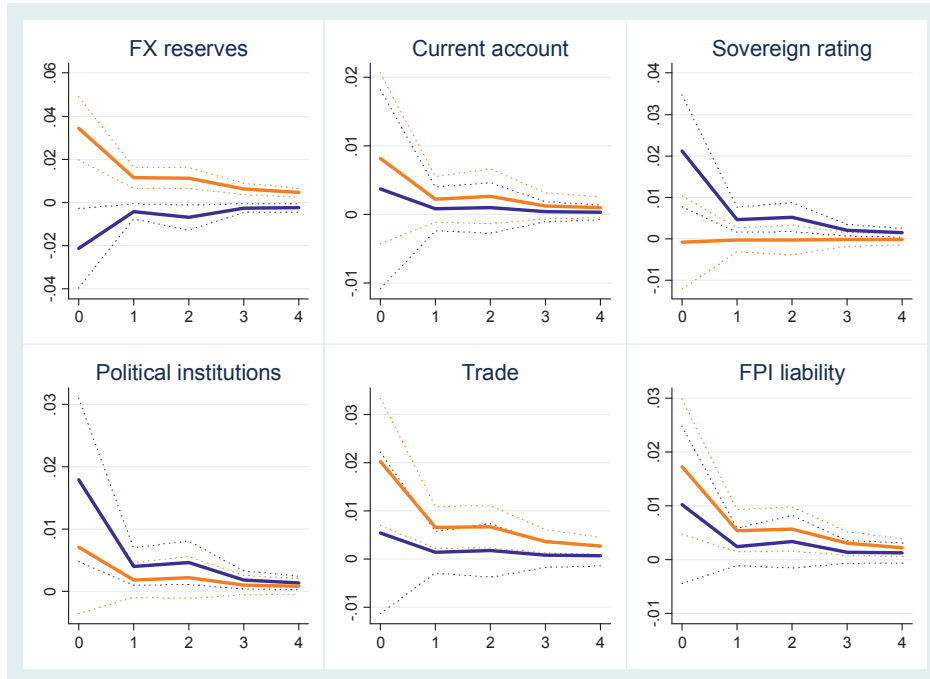 FX reserves
.06
.04
.02
0
-.02
-.04
0 1 2 3 4
Current account
.02
.01
0
-.01
0 1 2 3 4
Sovereign rating
.04
.03
.02
.01
0
-.01
0 1 2 3 4
Political institutions
.03
.02
.01
0
0 1 2 3 4
Trade
.03
.02
.01
0
-.01
0 1 2 3 4
FPI liability
.03
.02
.01
0
-.01
0 1 2 3 4